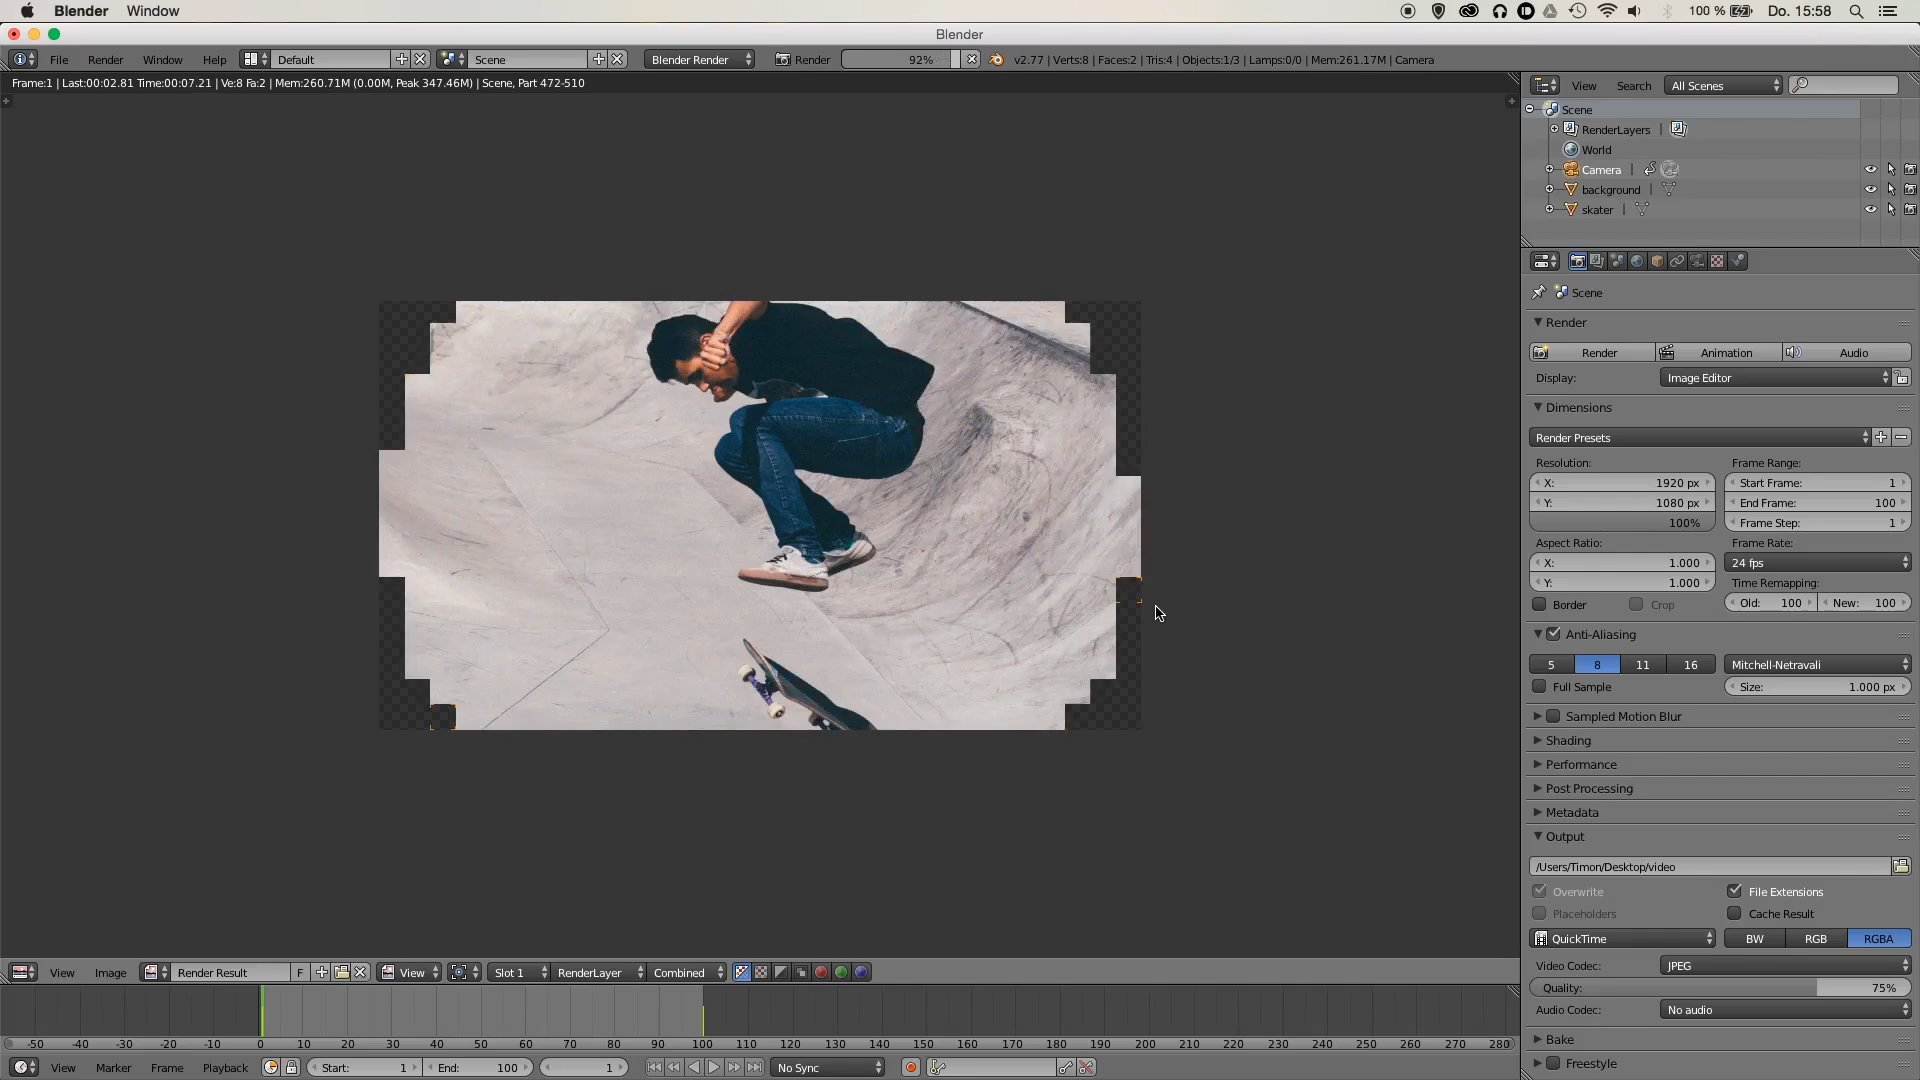 Blender Window
100 % Do. 15:58
Blender
File Render Window Help Default Scene Blender Render Render 92% v2.77 | Verts:8 | Faces:2 | Tris:4 | Objects:1/3 | Lamps:0/0 | Mem:261.17M | Camera
Frame:1 | Last:00:02.81 Time:00:07.21 | Ve:8 Fa:2 | Mem:260.71M (0.00M, Peak 347.46M) | Scene, Part 472-510
View Search All Scenes
Scene
RenderLayers
World
Camera
background
skater
Scene
Render
Render Animation Audio
Display: Image Editor
Dimensions
Render Presets
Resolution: Frame Range:
X: 1920 px Start Frame: 1
Y: 1080 px End Frame: 100
100% Frame Step: 1
Aspect Ratio: Frame Rate:
X: 1.000 24 fps
Y: 1.000 Time Remapping:
Border Crop Old: 100 New: 100
Anti-Aliasing
5 8 11 16 Mitchell-Netravali
Full Sample Size: 1.000 px
Sampled Motion Blur
Shading
Performance
Post Processing
Metadata
Output
/Users/Timon/Desktop/video
Overwrite File Extensions
Placeholders Cache Result
QuickTime BW RGB RGBA
Video Codec: JPEG
Quality: 75%
Audio Codec: No audio
Bake
Freestyle
View Image Render Result F View Slot 1 RenderLayer Combined
-50 -40 -30 -20 -10 0 10 20 30 40 50 60 70 80 90 100 110 120 130 140 150 160 170 180 190 200 210 220 230 240 250 260 270 280
View Marker Frame Playback Start: 1 End: 100 1 No Sync